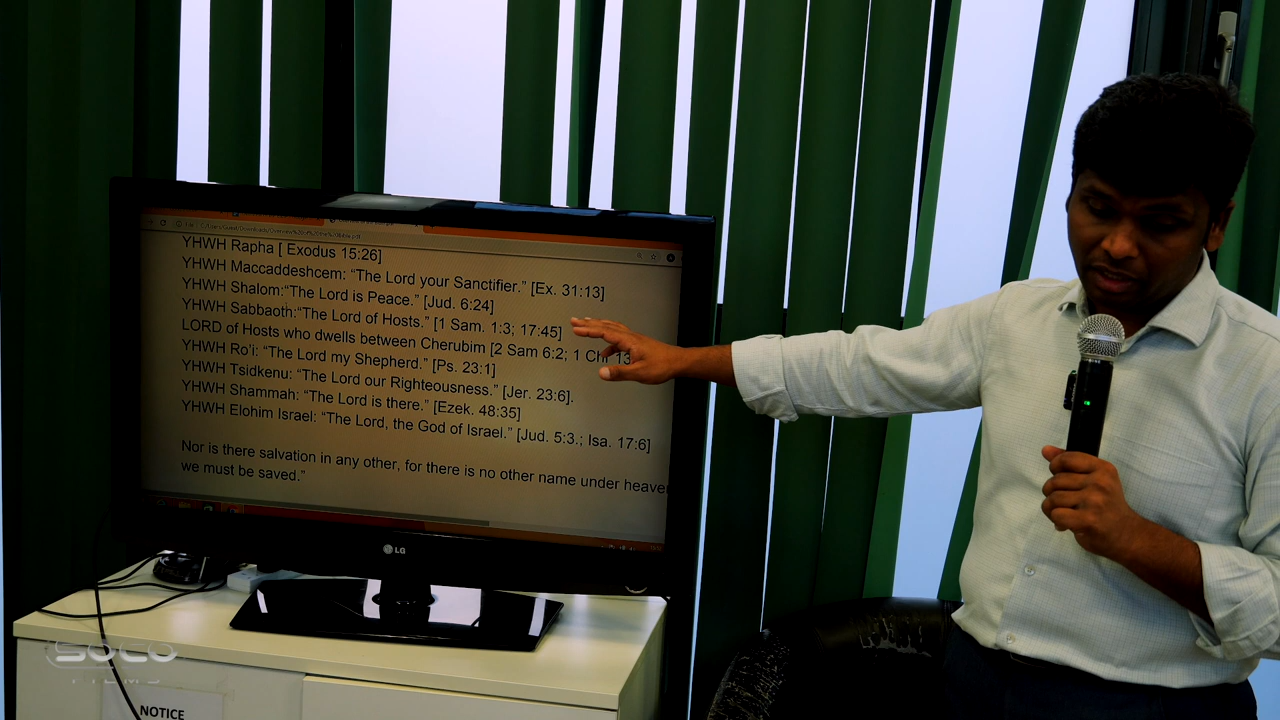 YHWH Rapha [ Exodus 15:26]
YHWH Maccaddeshcem: “The Lord your Sanctifier.” [Ex. 31:13]
YHWH Shalom:“The Lord is Peace.” [Jud. 6:24]
YHWH Sabbaoth:“The Lord of Hosts.” [1 Sam. 1:3; 17:45]
LORD of Hosts who dwells between Cherubim [2 Sam 6:2; 1 Chr 13
YHWH Ro’i: “The Lord my Shepherd.” [Ps. 23:1]
YHWH Tsidkenu: “The Lord our Righteousness.” [Jer. 23:6].
YHWH Shammah: “The Lord is there.” [Ezek. 48:35]
YHWH Elohim Israel: “The Lord, the God of Israel.” [Jud. 5:3.; Isa. 17:6]
Nor is there salvation in any other, for there is no other name under heave
we must be saved.”
LG
SOCO
FILMS
NOTICE